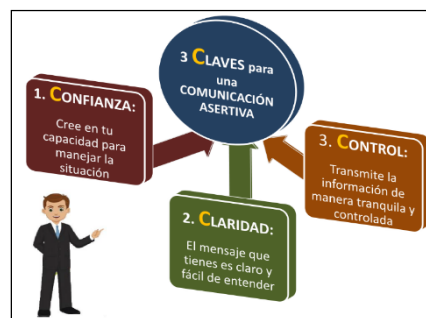 3 CLAVES para
una
COMUNICACIÓN
ASERTIVA
1. CONFIANZA:
Cree en tu
capacidad para
manejar la
situación
2. CLARIDAD:
El mensaje que
tienes es claro y
fácil de entender
3. CONTROL:
Transmite la
información de
manera tranquila y
controlada